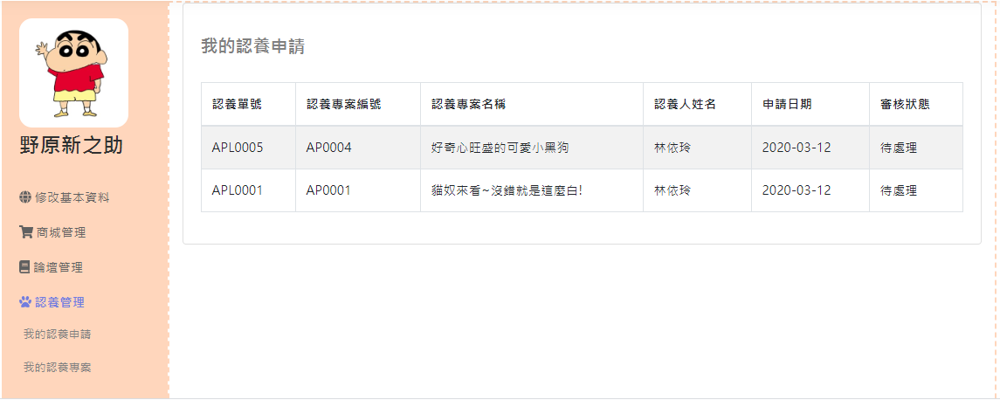 野原新之助
修改基本資料
商城管理
論壇管理
認養管理
我的認養申請
我的認養專案
我的認養申請
認養單號 認養專案編號 認養專案名稱 認養人姓名 申請日期 審核狀態
APL0005 AP0004 好奇心旺盛的可愛小黑狗 林依玲 2020-03-12 待處理
APL0001 AP0001 貓奴來看~沒錯就是這麼白! 林依玲 2020-03-12 待處理